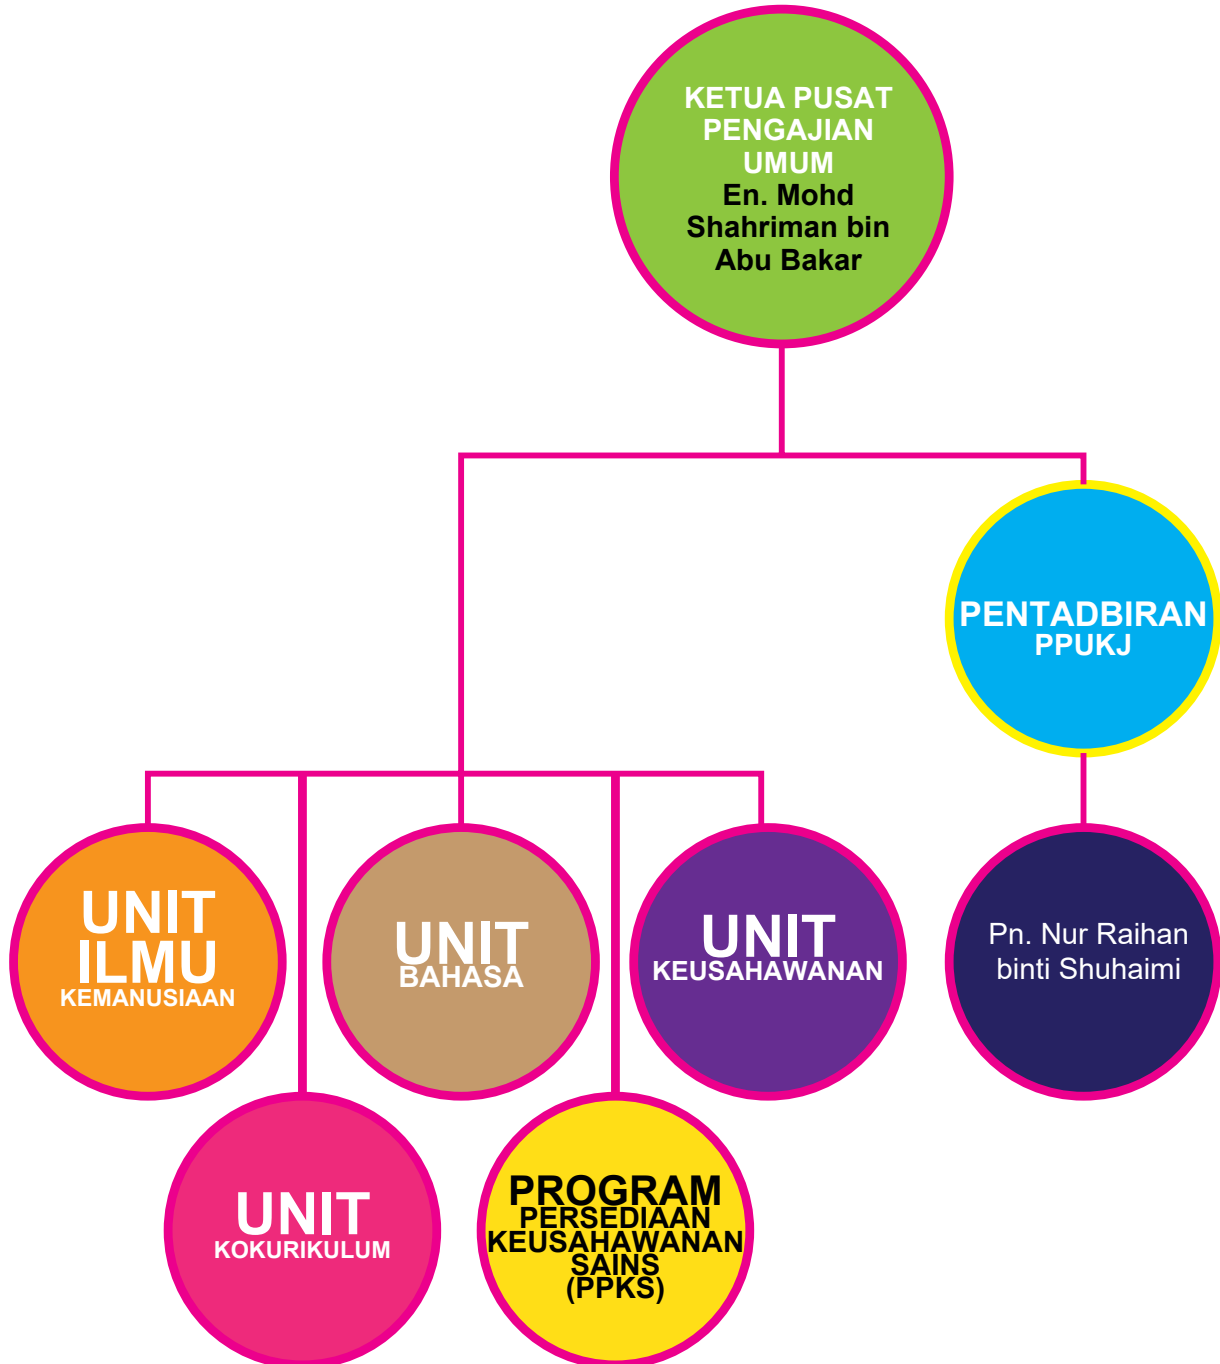 KETUA PUSAT
PENGAJIAN
UMUM
En. Mohd
Shahriman bin
Abu Bakar
PENTADBIRAN
PPUKJ
UNIT
ILMU
KEMANUSIAAN
UNIT
BAHASA
UNIT
KEUSAHAWANAN
Pn. Nur Raihan
binti Shuhaimi
UNIT
KOKURIKULUM
PROGRAM
PERSEDIAAN
KEUSAHAWANAN
SAINS
(PPKS)